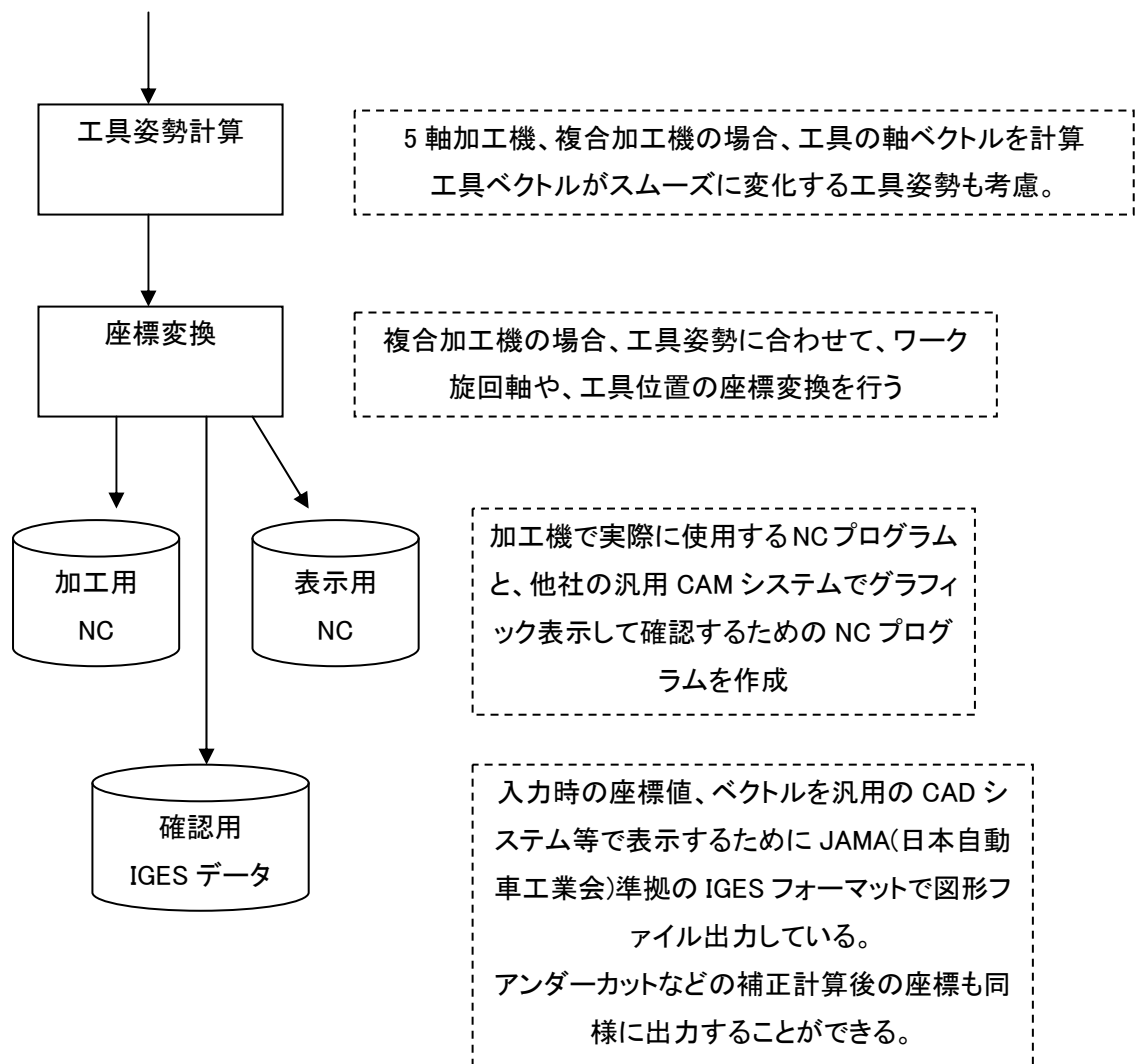 工具姿勢計算
5 軸加工機、複合加工機の場合、工具の軸ベクトルを計算
工具ベクトルがスムーズに変化する工具姿勢も考慮。
座標変換
複合加工機の場合、工具姿勢に合わせて、ワーク
旋回軸や、工具位置の座標変換を行う
加工用
NC
表示用
NC
加工機で実際に使用する NC プログラム
と、他社の汎用 CAM システムでグラフィ
ック表示して確認するための NC プログ
ラムを作成
確認用
IGES データ
入力時の座標値、ベクトルを汎用の CAD シ
ステム等で表示するために JAMA(日本自動
車工業会)準拠の IGES フォーマットで図形フ
ァイル出力している。
アンダーカットなどの補正計算後の座標も同
様に出力することができる。